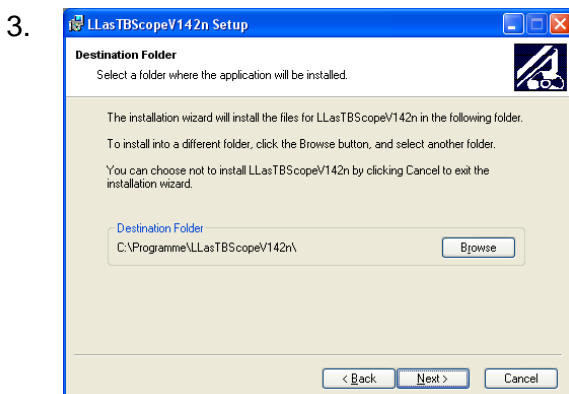 3.
LLasTBScopeV142n Setup
Destination Folder
Select a folder where the application will be installed.
The installation wizard will install the files for LLasTBScopeV142n in the following folder.
To install into a different folder, click the Browse button, and select another folder.
You can choose not to install LLasTBScopeV142n by clicking Cancel to exit the
installation wizard.
Destination Folder
C:\Programme\LLasTBScopeV142n\
Browse
< Back
Next >
Cancel